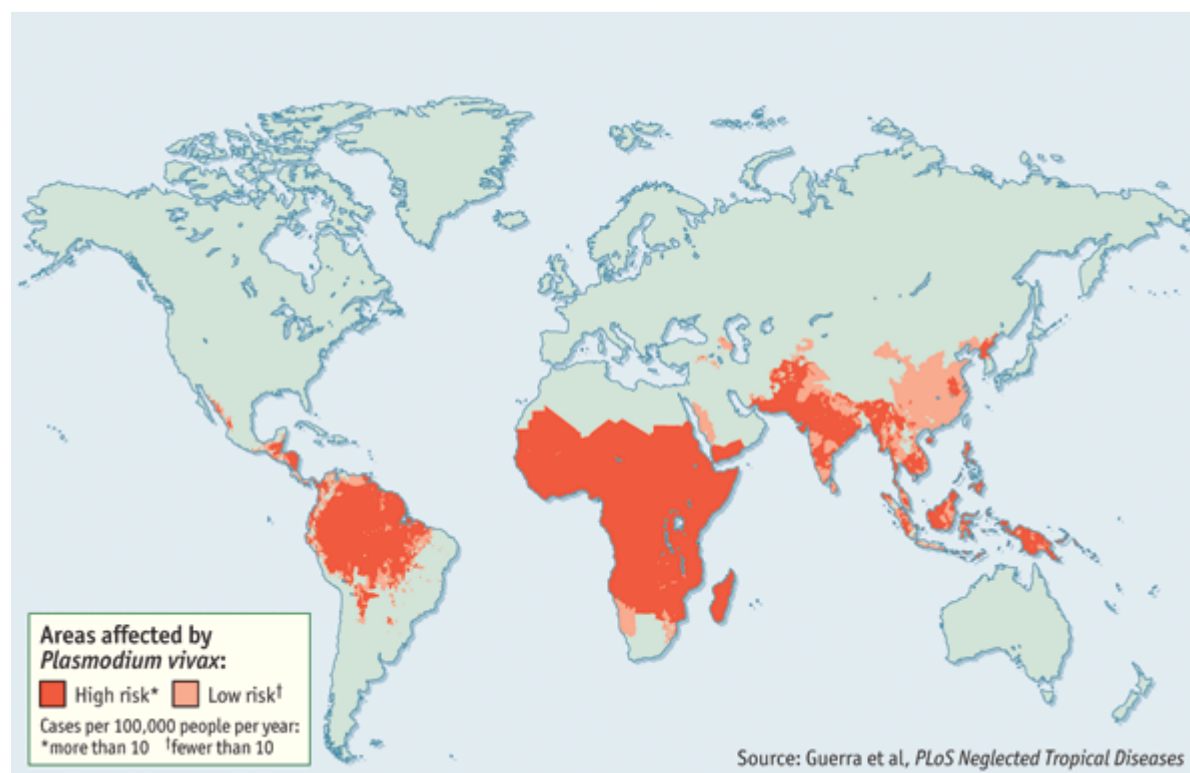 Areas affected by
Plasmodium vivax:
High risk* Low risk†
Cases per 100,000 people per year:
*more than 10 †fewer than 10
Source: Guerra et al, PLoS Neglected Tropical Diseases